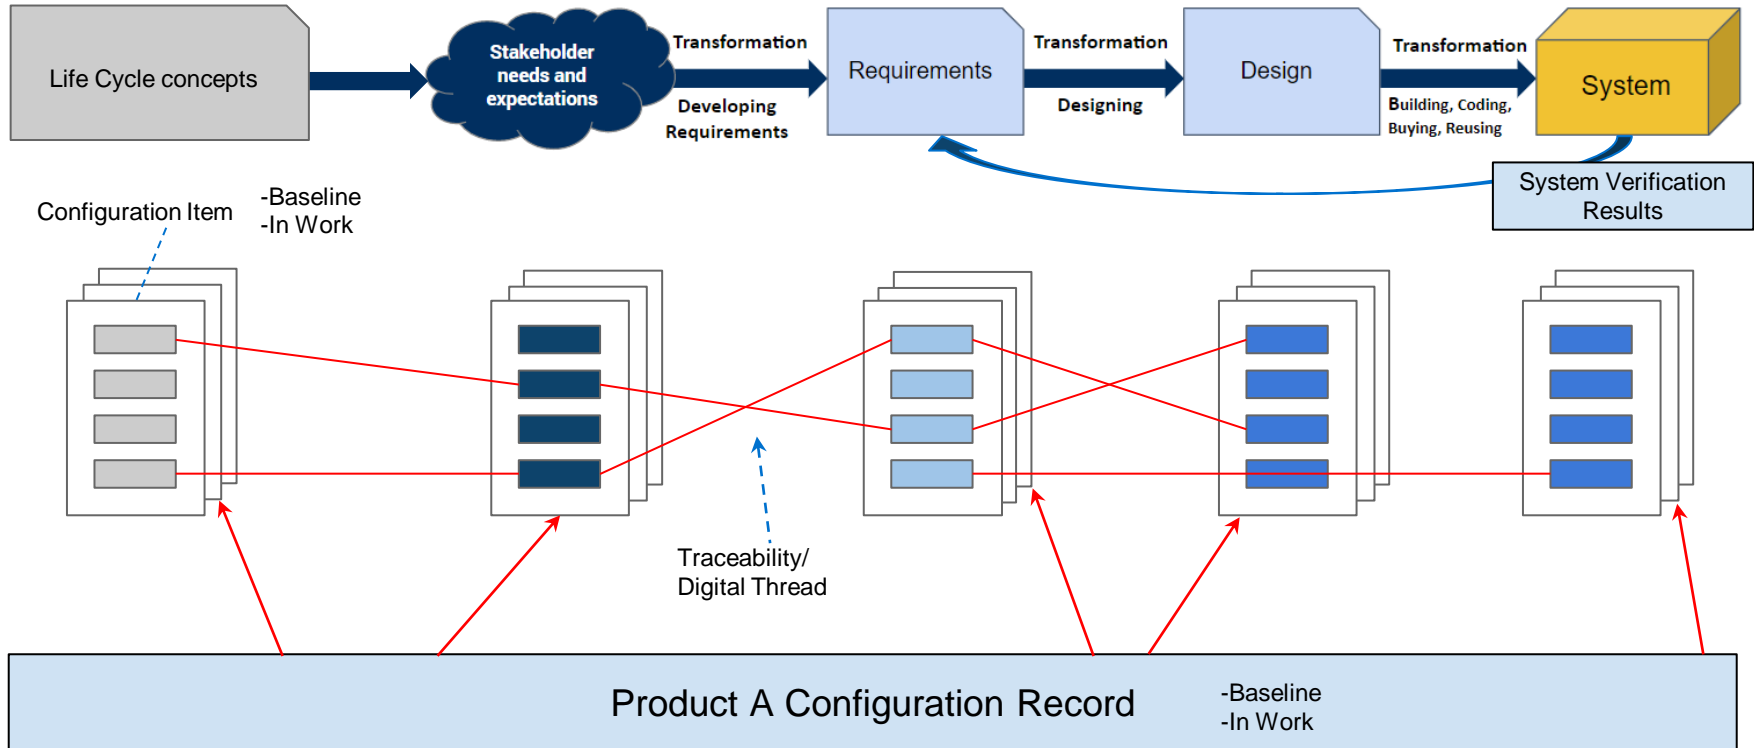 Life Cycle concepts
Stakeholder
needs and
expectations
Transformation
Developing
Requirements
Requirements
Transformation
Designing
Design
Transformation
Building, Coding,
Buying, Reusing
System
System Verification
Results
Configuration Item
-Baseline
-In Work
Traceability/
Digital Thread
Product A Configuration Record
-Baseline
-In Work